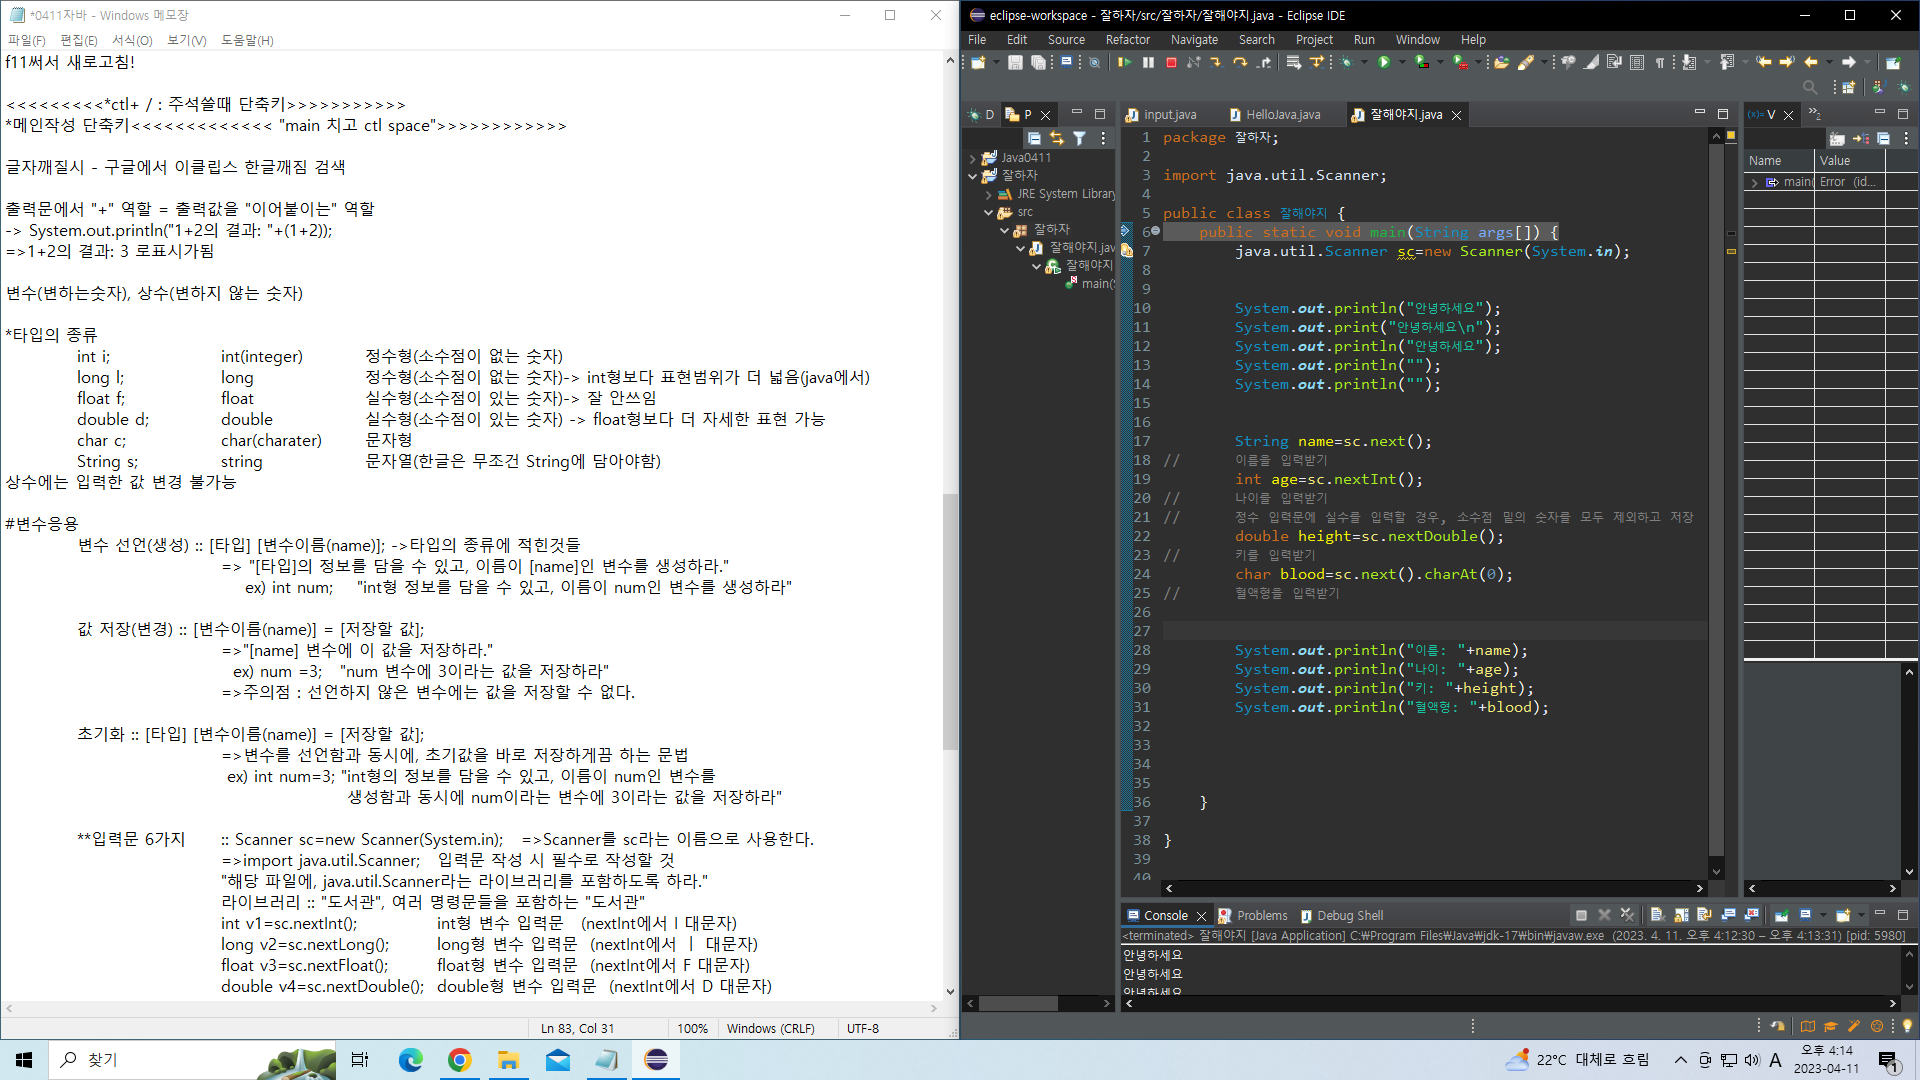 *0411자바 - Windows 메모장
파일(F) 편집(E) 서식(O) 보기(V) 도움말(H)
f11써서 새로고침!
<<<<<<<<<*ctl+ / : 주석쓸때 단축키>>>>>>>>>>>
*메인작성 단축키<<<<<<<<<<<<< "main 치고 ctl space">>>>>>>>>>>>
글자깨질시 - 구글에서 이클립스 한글깨짐 검색
출력문에서 "+" 역할 = 출력값을 "이어붙이는" 역할
-> System.out.println("1+2의 결과: "+(1+2));
=>1+2의 결과: 3 로표시가됨
변수(변하는숫자), 상수(변하지 않는 숫자)
*타입의 종류
int i; int(integer) 정수형(소수점이 없는 숫자)
long l; long 정수형(소수점이 없는 숫자)-> int형보다 표현범위가 더 넓음(java에서)
float f; float 실수형(소수점이 있는 숫자)-> 잘 안쓰임
double d; double 실수형(소수점이 있는 숫자) -> float형보다 더 자세한 표현 가능
char c; char(charater) 문자형
String s; string 문자열(한글은 무조건 String에 담아야함)
상수에는 입력한 값 변경 불가능
#변수응용
변수 선언(생성) :: [타입] [변수이름(name)]; ->타입의 종류에 적힌것들
=> "[타입]의 정보를 담을 수 있고, 이름이 [name]인 변수를 생성하라."
ex) int num; "int형 정보를 담을 수 있고, 이름이 num인 변수를 생성하라"
값 저장(변경) :: [변수이름(name)] = [저장할 값];
=>"[name] 변수에 이 값을 저장하라."
ex) num =3; "num 변수에 3이라는 값을 저장하라"
=>주의점 : 선언하지 않은 변수에는 값을 저장할 수 없다.
초기화 :: [타입] [변수이름(name)] = [저장할 값];
=>변수를 선언함과 동시에, 초기값을 바로 저장하게끔 하는 문법
ex) int num=3; "int형의 정보를 담을 수 있고, 이름이 num인 변수를
생성함과 동시에 num이라는 변수에 3이라는 값을 저장하라"
**입력문 6가지 :: Scanner sc=new Scanner(System.in); =>Scanner를 sc라는 이름으로 사용한다.
=>import java.util.Scanner; 입력문 작성 시 필수로 작성할 것
"해당 파일에, java.util.Scanner라는 라이브러리를 포함하도록 하라."
라이브러리 :: "도서관", 여러 명령문들을 포함하는 "도서관"
int v1=sc.nextInt(); int형 변수 입력문 (nextInt에서 I 대문자)
long v2=sc.nextLong(); long형 변수 입력문 (nextInt에서 ㅣ 대문자)
float v3=sc.nextFloat(); float형 변수 입력문 (nextInt에서 F 대문자)
double v4=sc.nextDouble(); double형 변수 입력문 (nextInt에서 D 대문자)
Ln 83, Col 31 100% Windows (CRLF) UTF-8
eclipse-workspace - 잘하자/src/잘하자/잘해야지.java - Eclipse IDE
File Edit Source Refactor Navigate Search Project Run Window Help
D P
Java0411
잘하자
JRE System Library
src
잘하자
잘해야지.jav
잘해야지
main(S
input.java HelloJava.java 잘해야지.java
1 package 잘하자;
2
3 import java.util.Scanner;
4
5 public class 잘해야지 {
6 public static void main(String args[]) {
7 java.util.Scanner sc=new Scanner(System.in);
8
9
10 System.out.println("안녕하세요");
11 System.out.print("안녕하세요\n");
12 System.out.println("안녕하세요");
13 System.out.println("");
14 System.out.println("");
15
16
17 String name=sc.next();
18 // 이름을 입력받기
19 int age=sc.nextInt();
20 // 나이를 입력받기
21 // 정수 입력문에 실수를 입력할 경우, 소수점 밑의 숫자를 모두 제외하고 저장
22 double height=sc.nextDouble();
23 // 키를 입력받기
24 char blood=sc.next().charAt(0);
25 // 혈액형을 입력받기
26
27
28 System.out.println("이름: "+name);
29 System.out.println("나이: "+age);
30 System.out.println("키: "+height);
31 System.out.println("혈액형: "+blood);
32
33
34
35
36 }
37
38 }
39
40
(x)= V
Name Value
main( Error (id...
Console Problems Debug Shell
<terminated> 잘해야지 [Java Application] C:₩Program Files₩Java₩jdk-17₩bin₩javaw.exe (2023. 4. 11. 오후 4:12:30 – 오후 4:13:31) [pid: 5980]
안녕하세요
안녕하세요
안녕하세요
찾기
22°C 대체로 흐림
A
오후 4:14
2023-04-11
1